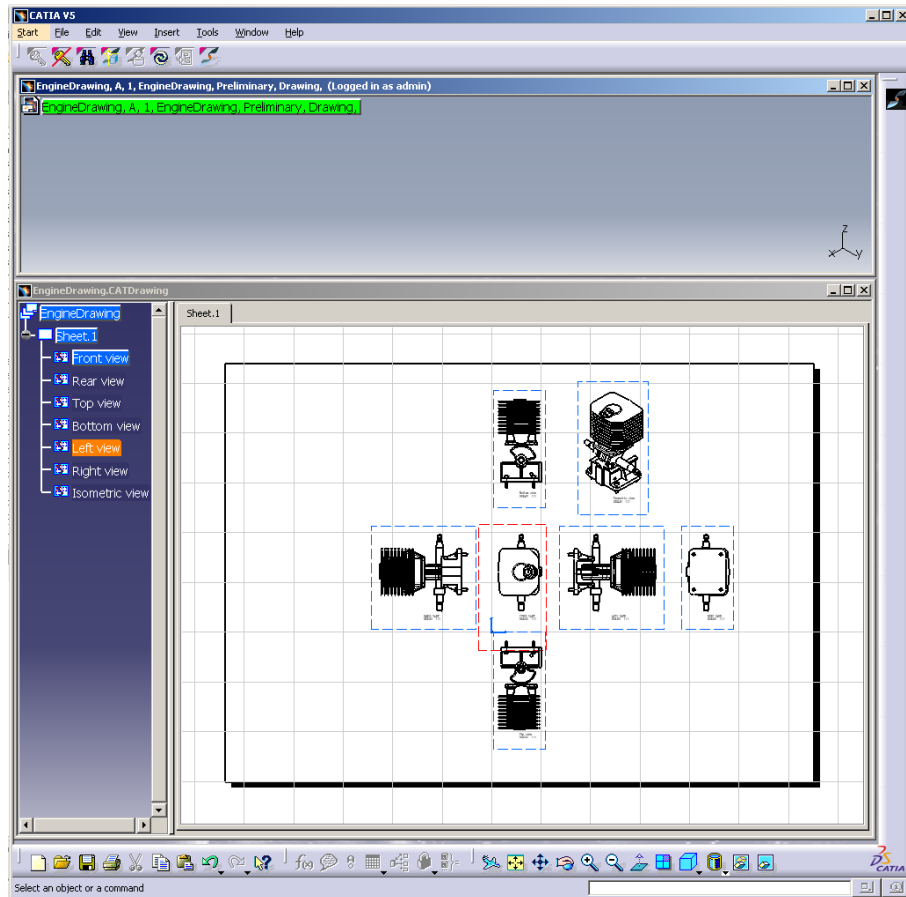 CATIA V5
Start File Edit View Insert Tools Window Help
EngineDrawing, A, 1, EngineDrawing, Preliminary, Drawing, (Logged in as admin)
EngineDrawing, A, 1, EngineDrawing, Preliminary, Drawing,
z
x y
EngineDrawing.CATDrawing
EngineDrawing
Sheet.1
Front view
Rear view
Top view
Bottom view
Left view
Right view
Isometric view
Sheet.1
f(x)
CATIA
Select an object or a command